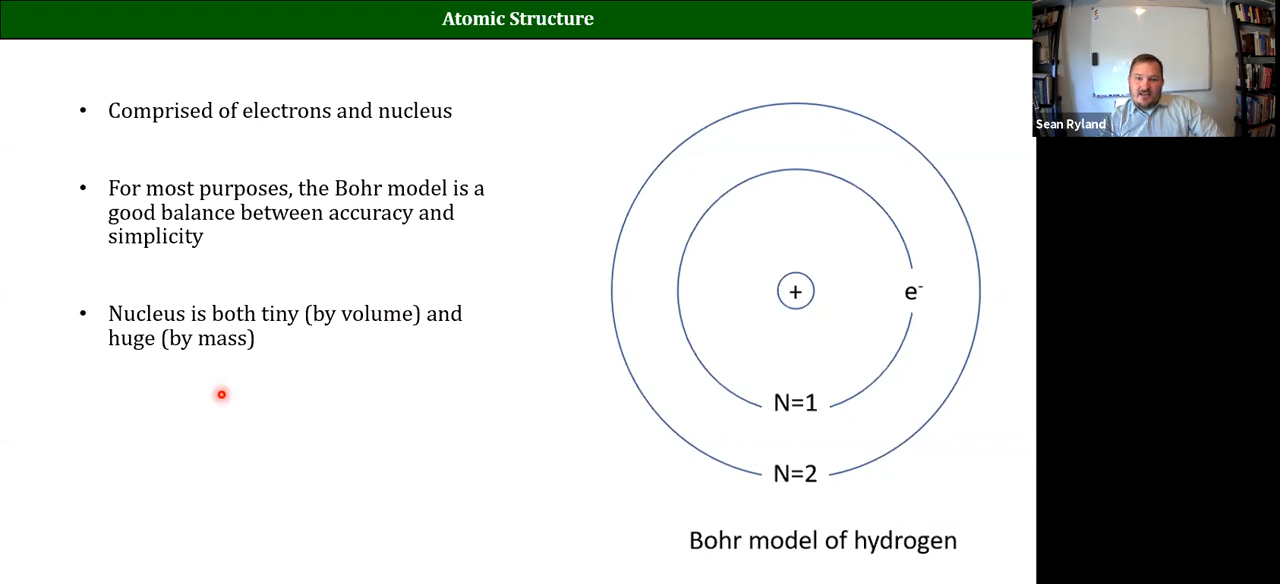 Atomic Structure
Sean Ryland
• Comprised of electrons and nucleus
• For most purposes, the Bohr model is a
good balance between accuracy and
simplicity
• Nucleus is both tiny (by volume) and
huge (by mass)
+
e⁻
N=1
N=2
Bohr model of hydrogen